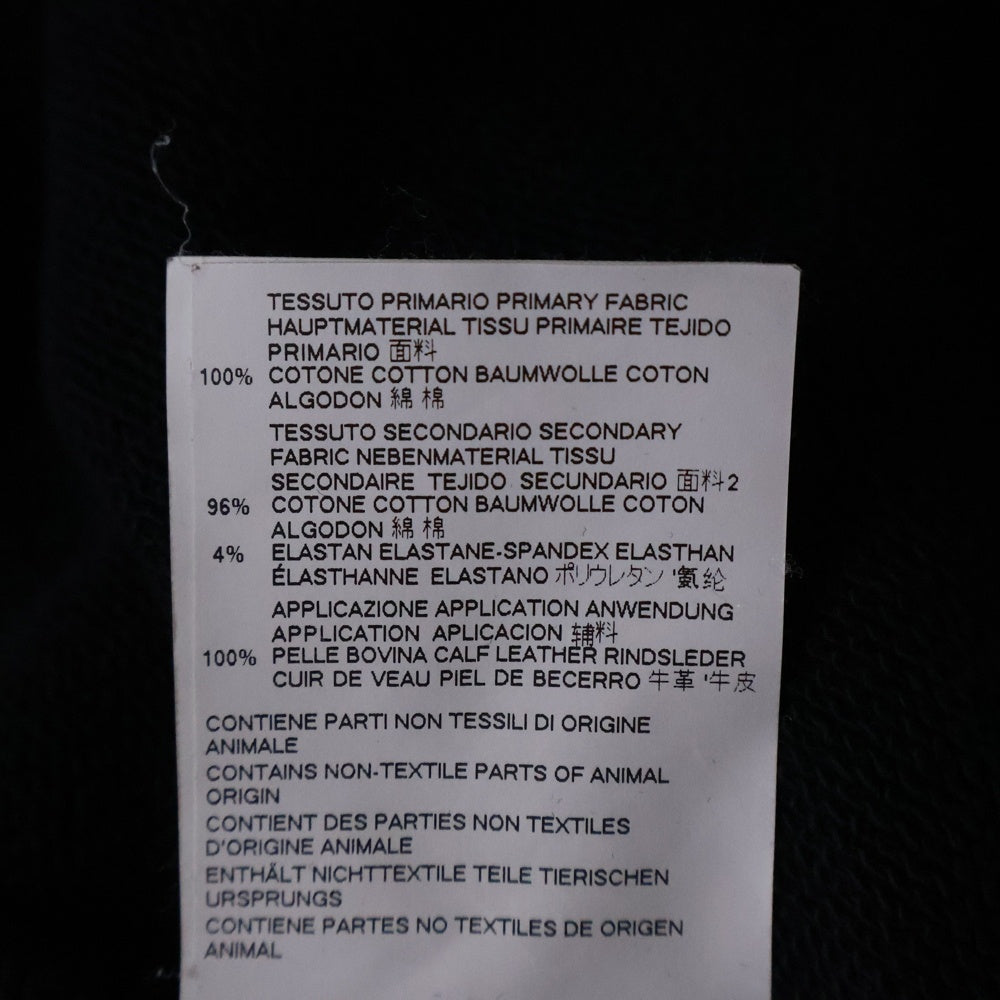 TESSUTO PRIMARIO PRIMARY FABRIC
HAUPTMATERIAL TISSU PRIMAIRE TEJIDO
PRIMARIO 面料
100% COTONE COTTON BAUMWOLLE COTON
ALGODON 綿 棉
TESSUTO SECONDARIO SECONDARY
FABRIC NEBENMATERIAL TISSU
SECONDAIRE TEJIDO SECUNDARIO 面料2
96% COTONE COTTON BAUMWOLLE COTON
ALGODON 綿 棉
4% ELASTAN ELASTANE-SPANDEX ELASTHAN
ÉLASTHANNE ELASTANO ポリウレタン '氨纶
APPLICAZIONE APPLICATION ANWENDUNG
APPLICATION APLICACION 辅料
100% PELLE BOVINA CALF LEATHER RINDSLEDER
CUIR DE VEAU PIEL DE BECERRO 牛革 '牛皮
CONTIENE PARTI NON TESSILI DI ORIGINE
ANIMALE
CONTAINS NON-TEXTILE PARTS OF ANIMAL
ORIGIN
CONTIENT DES PARTIES NON TEXTILES
D'ORIGINE ANIMALE
ENTHÄLT NICHTTEXTILE TEILE TIERISCHEN
URSPRUNGS
CONTIENE PARTES NO TEXTILES DE ORIGEN
ANIMAL